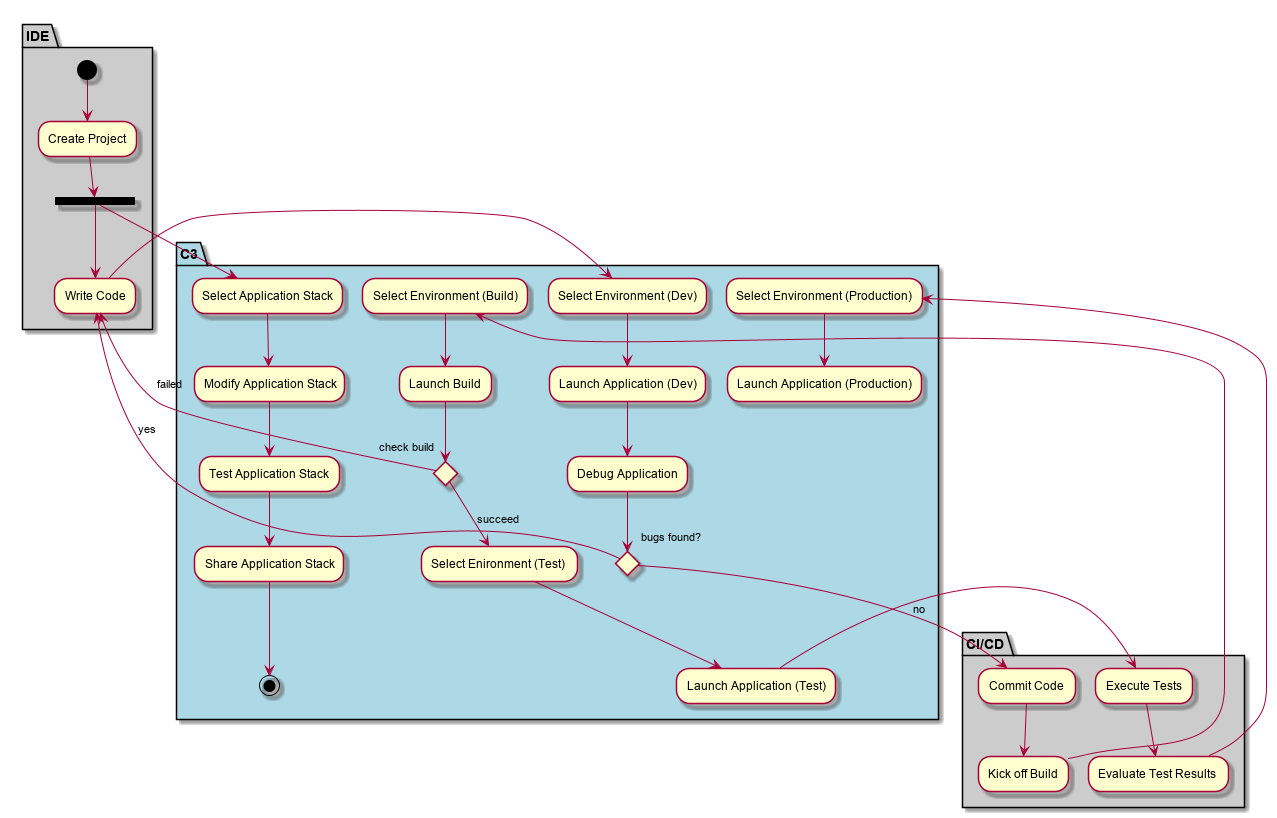 IDE
Create Project
Write Code
C3
Select Application Stack
Select Environment (Build)
Select Environment (Dev)
Select Environment (Production)
failed
Modify Application Stack
Launch Build
Launch Application (Dev)
Launch Application (Production)
yes
check build
Test Application Stack
Debug Application
succeed
bugs found?
Share Application Stack
Select Enironment (Test)
no
CI/CD
Launch Application (Test)
Commit Code
Execute Tests
Kick off Build
Evaluate Test Results